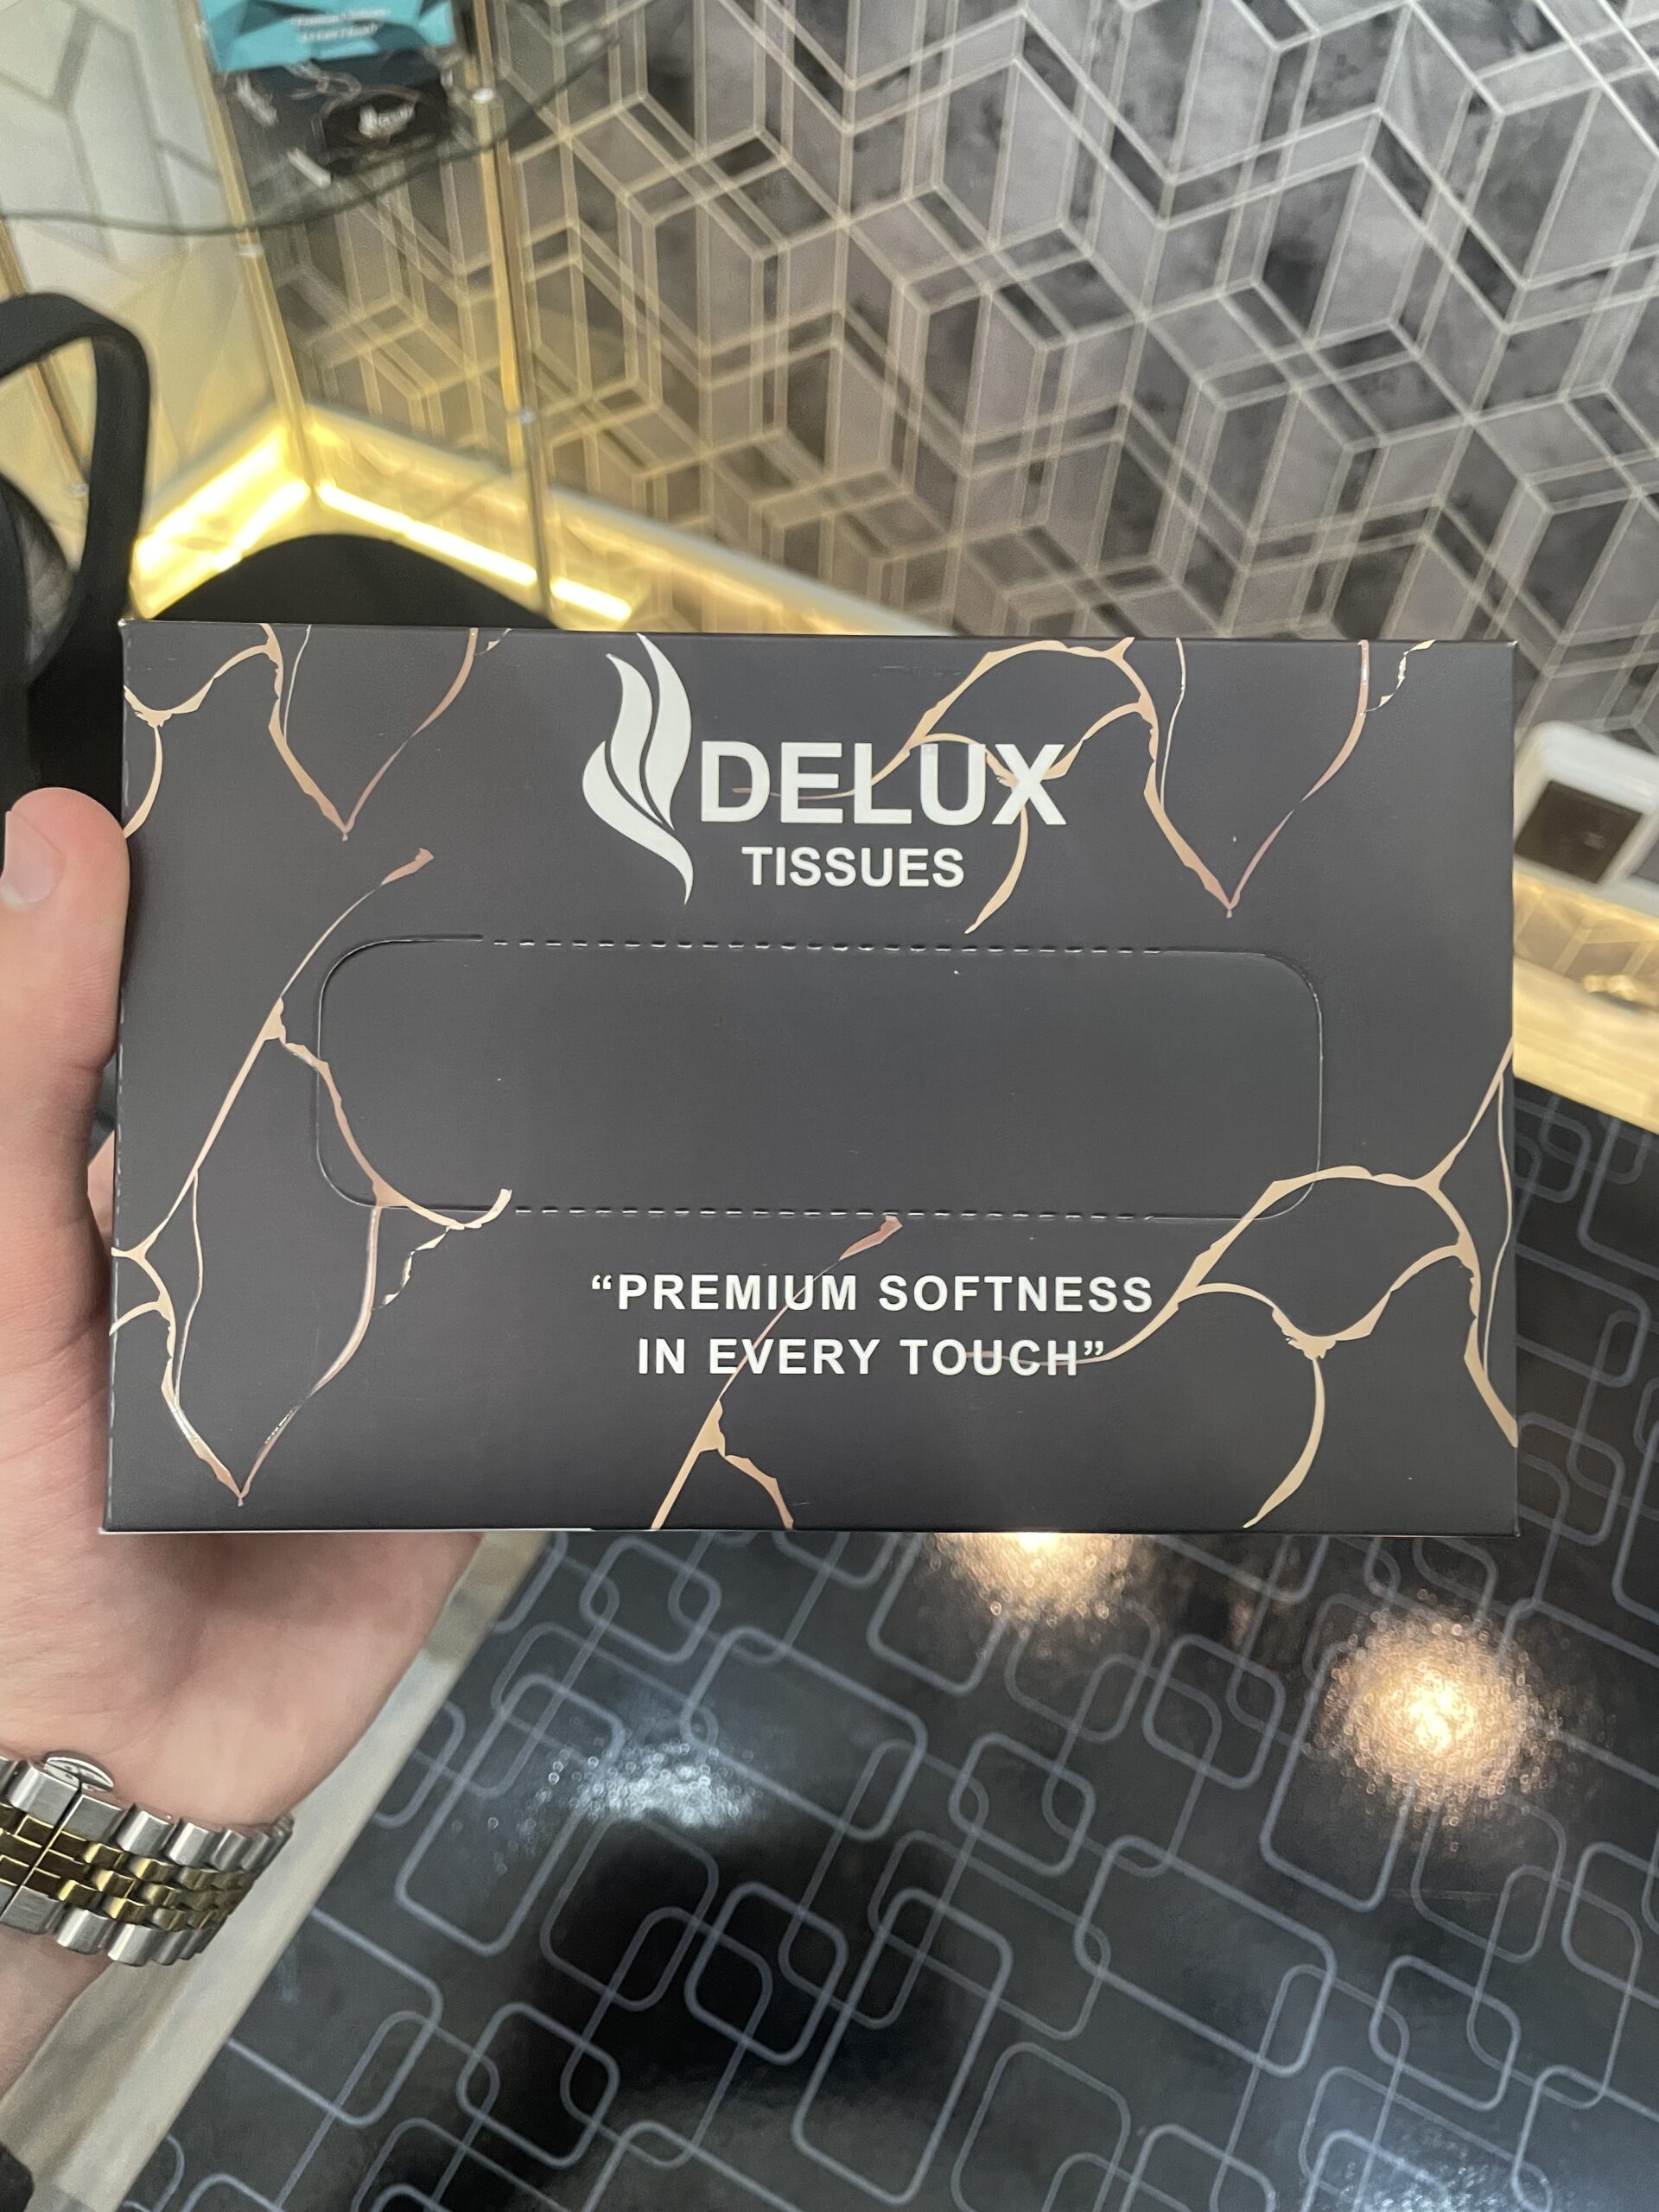 DELUX
TISSUES
“PREMIUM SOFTNESS
IN EVERY TOUCH”